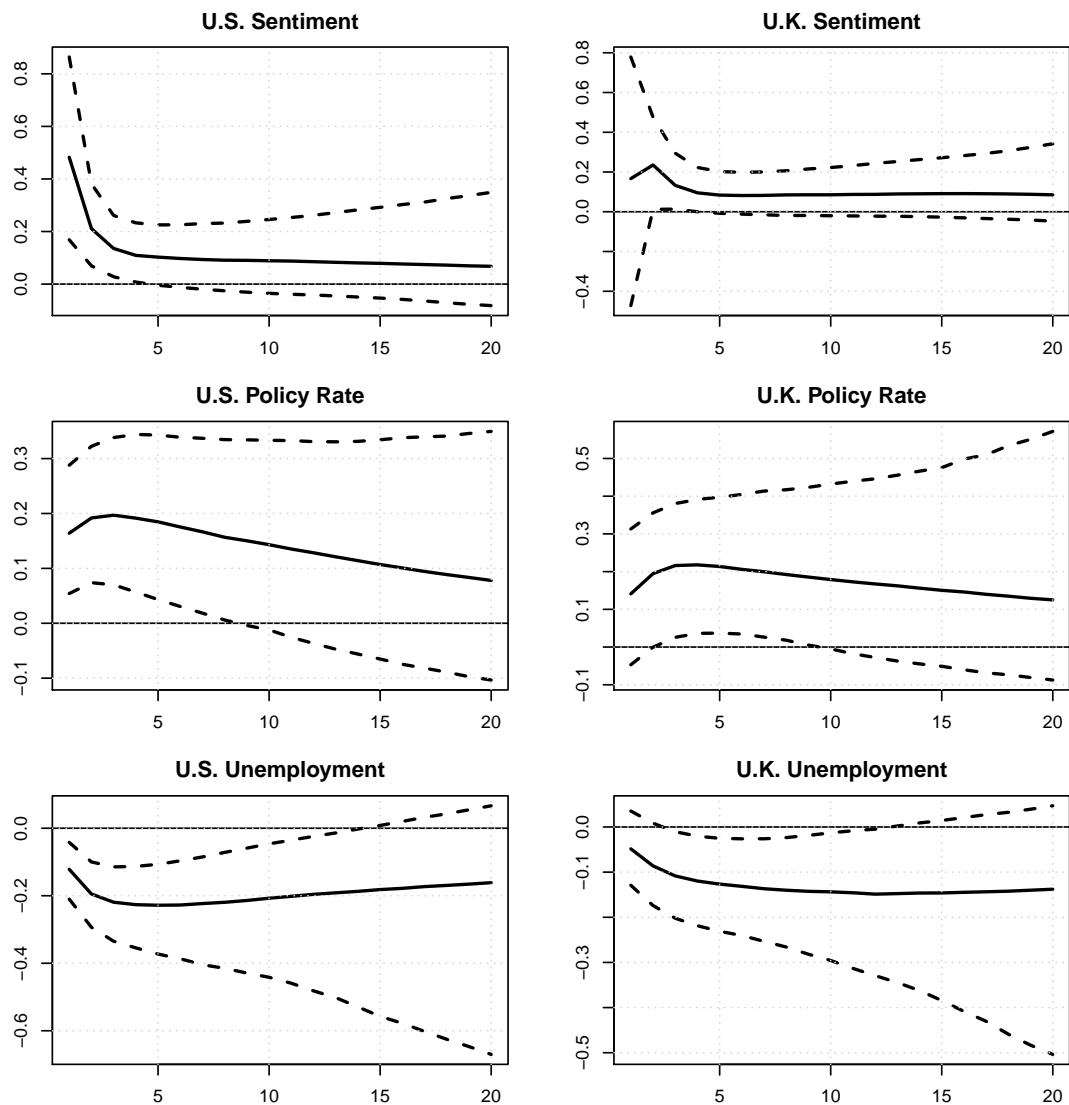 U.S. Sentiment
0.0 0.2 0.4 0.6 0.8
5 10 15 20
U.K. Sentiment
−0.4 0.0 0.2 0.4 0.6 0.8
5 10 15 20
U.S. Policy Rate
−0.1 0.0 0.1 0.2 0.3
5 10 15 20
U.K. Policy Rate
−0.1 0.1 0.3 0.5
5 10 15 20
U.S. Unemployment
−0.6 −0.4 −0.2 0.0
5 10 15 20
U.K. Unemployment
−0.5 −0.3 −0.1 0.0
5 10 15 20